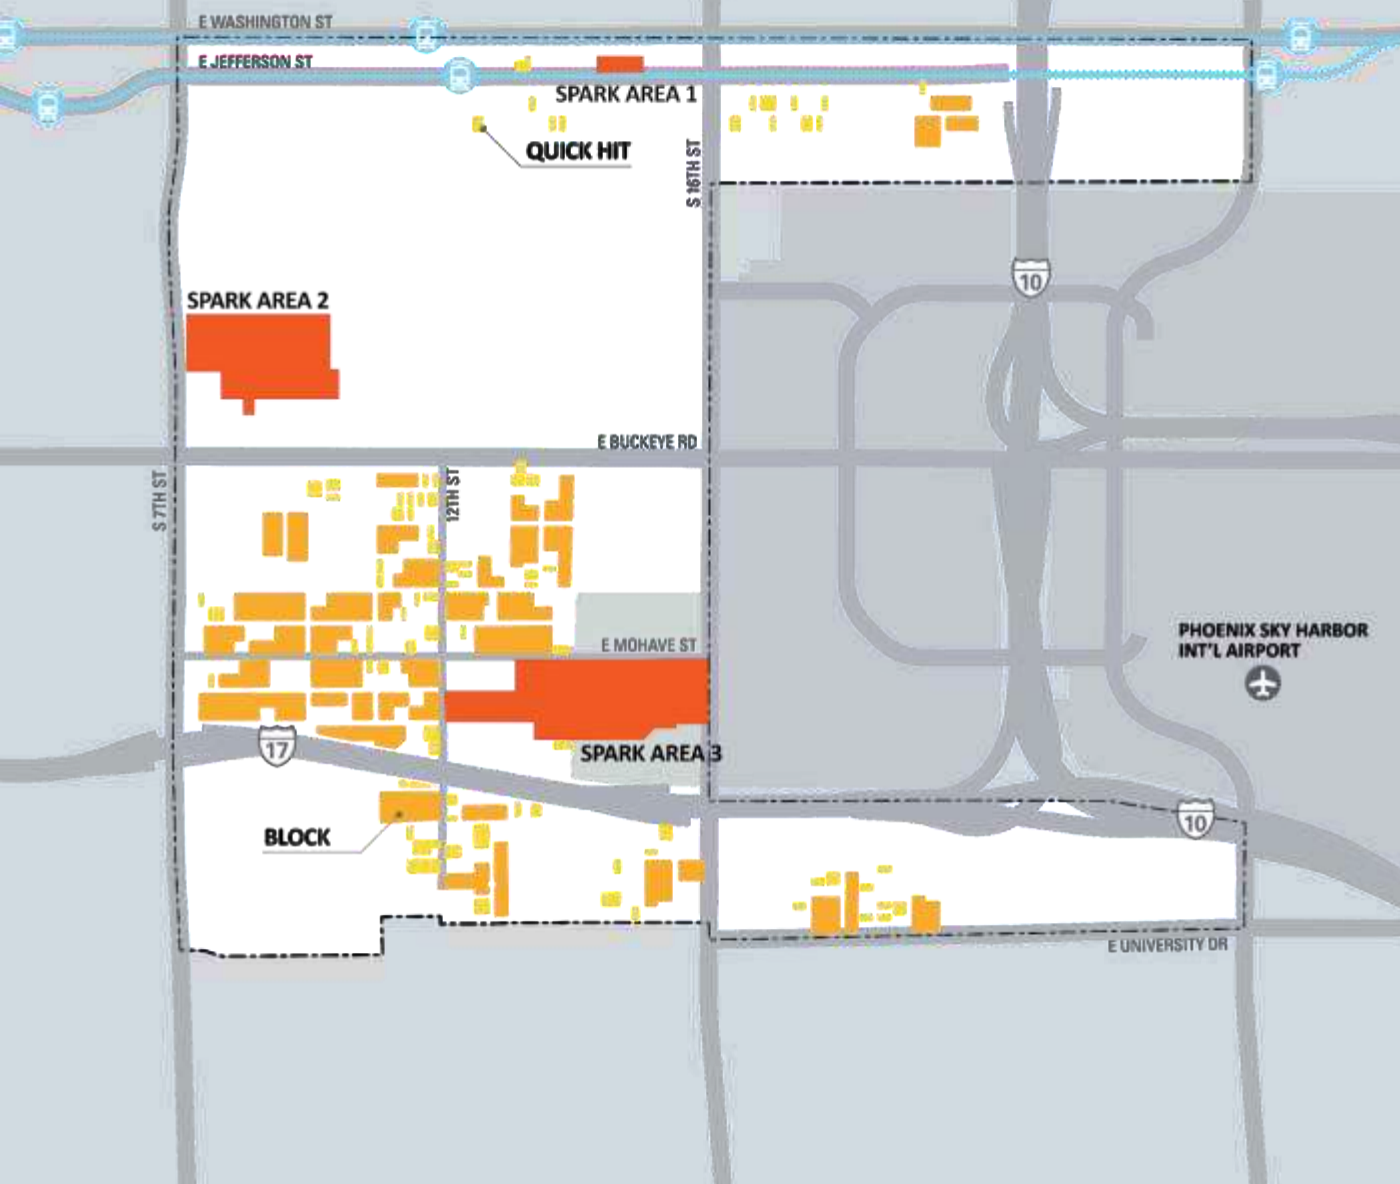 E WASHINGTON ST
E JEFFERSON ST
SPARK AREA 1
QUICK HIT
S 16TH ST
10
SPARK AREA 2
E BUCKEYE RD
S 7TH ST
12TH ST
E MOHAVE ST
PHOENIX SKY HARBOR
INT'L AIRPORT
17
SPARK AREA 3
10
BLOCK
E UNIVERSITY DR